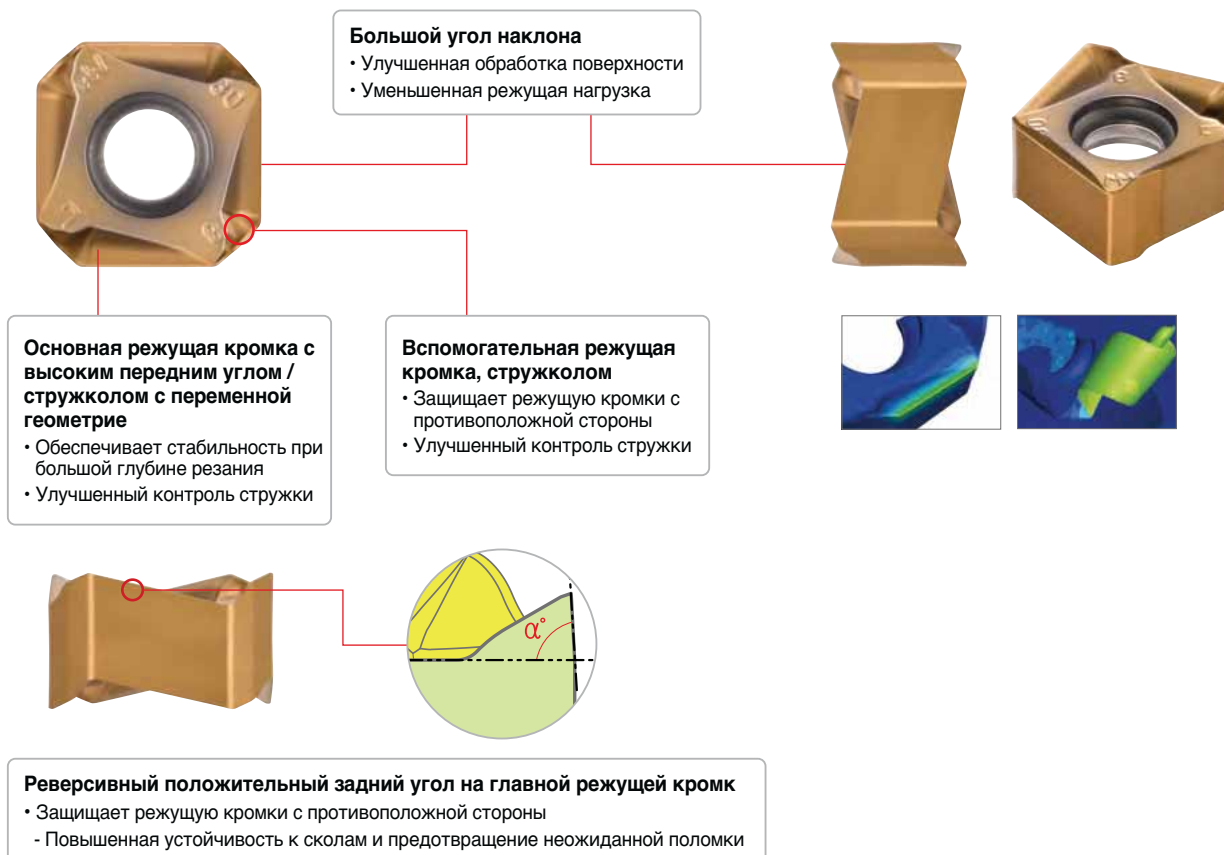 Большой угол наклона
• Улучшенная обработка поверхности
• Уменьшенная режущая нагрузка
Основная режущая кромка с
высоким передним углом /
стружколом с переменной
геометрие
• Обеспечивает стабильность при
большой глубине резания
• Улучшенный контроль стружки
Вспомогательная режущая
кромка, стружколом
• Защищает режущую кромки с
противоположной стороны
• Улучшенный контроль стружки
α°
Реверсивный положительный задний угол на главной режущей кромк
• Защищает режущую кромки с противоположной стороны
- Повышенная устойчивость к сколам и предотвращение неожиданной поломки